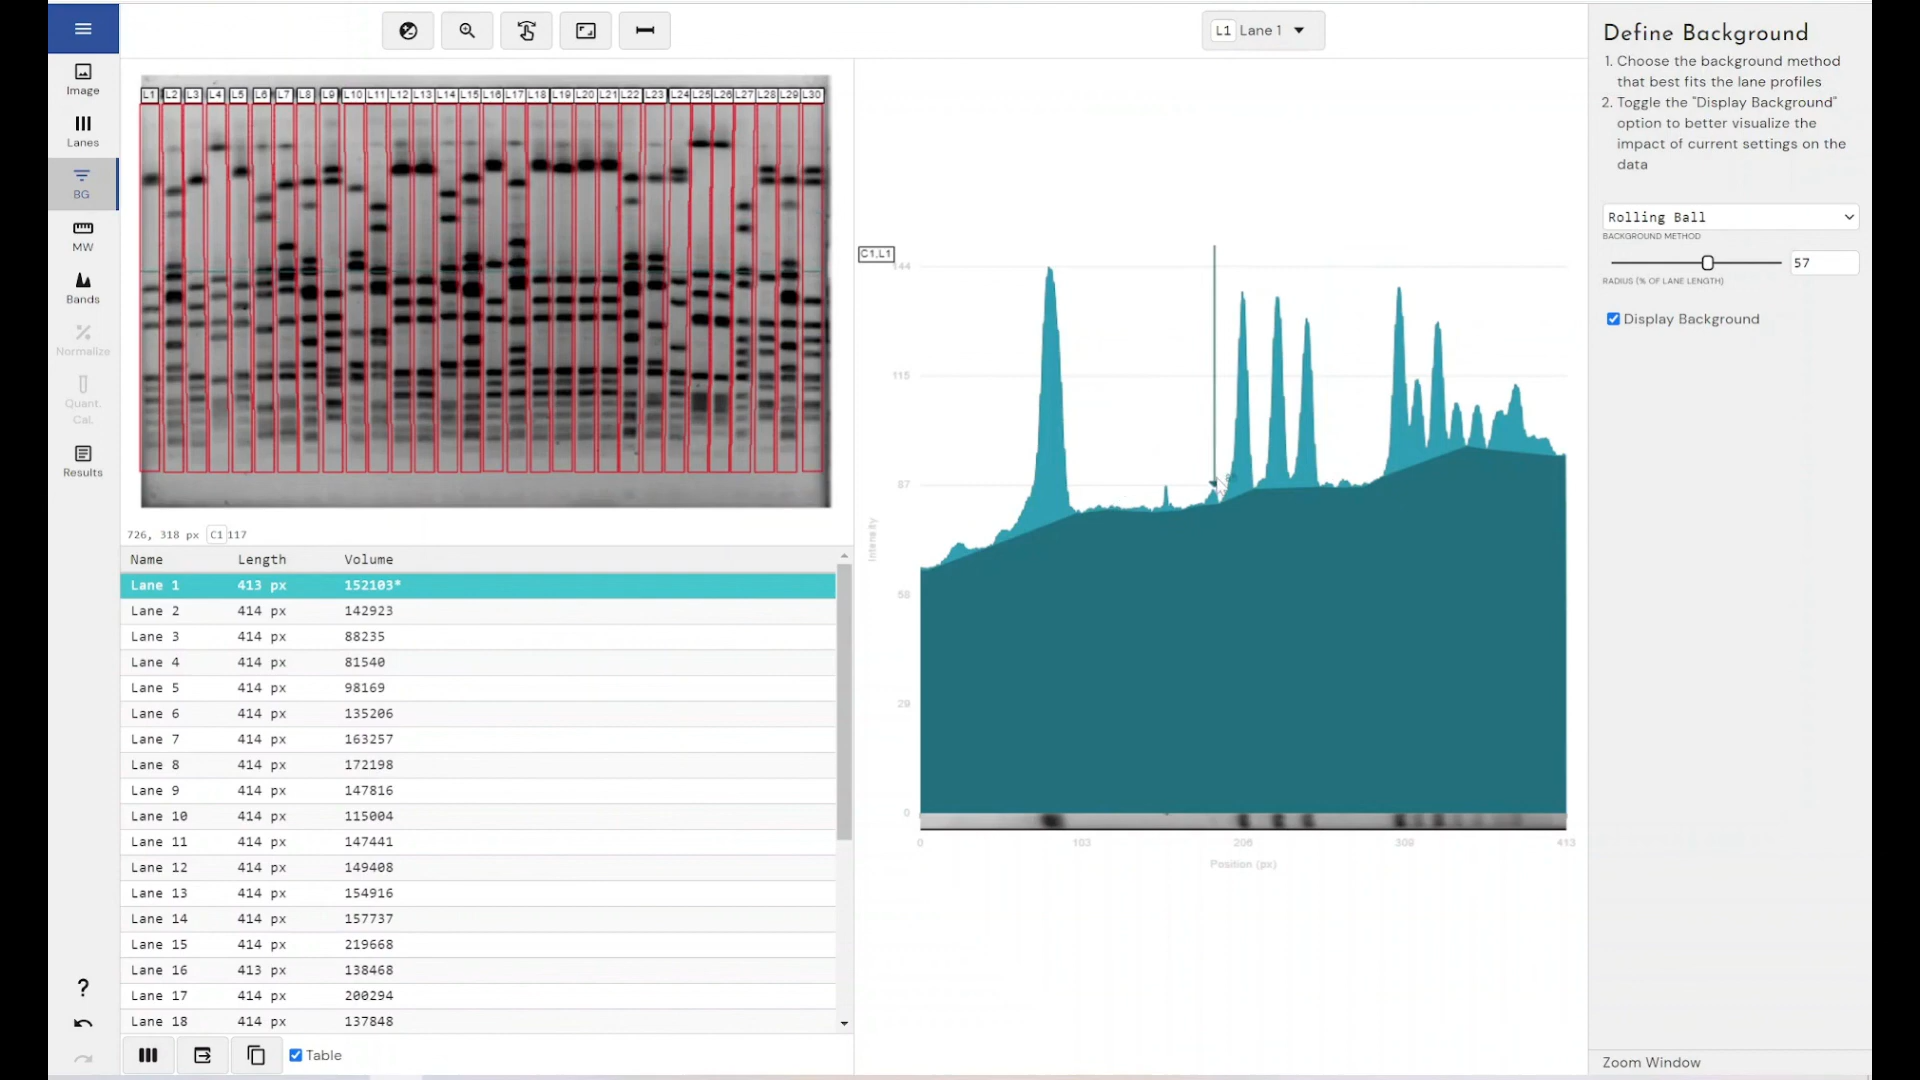 L1 Lane 1
Define Background
1. Choose the background method
that best fits the lane profiles
2. Toggle the "Display Background"
option to better visualize the
impact of current settings on the
data
Rolling Ball
BACKGROUND METHOD
57
RADIUS (% OF LANE LENGTH)
Display Background
Image
Lanes
BG
MW
Bands
Normalize
Quant.
Cal.
Results
L1 L2 L3 L4 L5 L6 L7 L8 L9 L10 L11 L12 L13 L14 L15 L16 L17 L18 L19 L20 L21 L22 L23 L24 L25 L26 L27 L28 L29 L30
726, 318 px C1 117
Name Length Volume
Lane 1 413 px 152103*
Lane 2 414 px 142923
Lane 3 414 px 88235
Lane 4 414 px 81540
Lane 5 414 px 98169
Lane 6 414 px 135206
Lane 7 414 px 163257
Lane 8 414 px 172198
Lane 9 414 px 147816
Lane 10 414 px 115004
Lane 11 414 px 147441
Lane 12 414 px 149408
Lane 13 414 px 154916
Lane 14 414 px 157737
Lane 15 414 px 219668
Lane 16 413 px 138468
Lane 17 414 px 200294
Lane 18 414 px 137848
Table
C1,L1
144
115
87
58
29
0
Intensity
0 103 206 309 413
Position (px)
Zoom Window